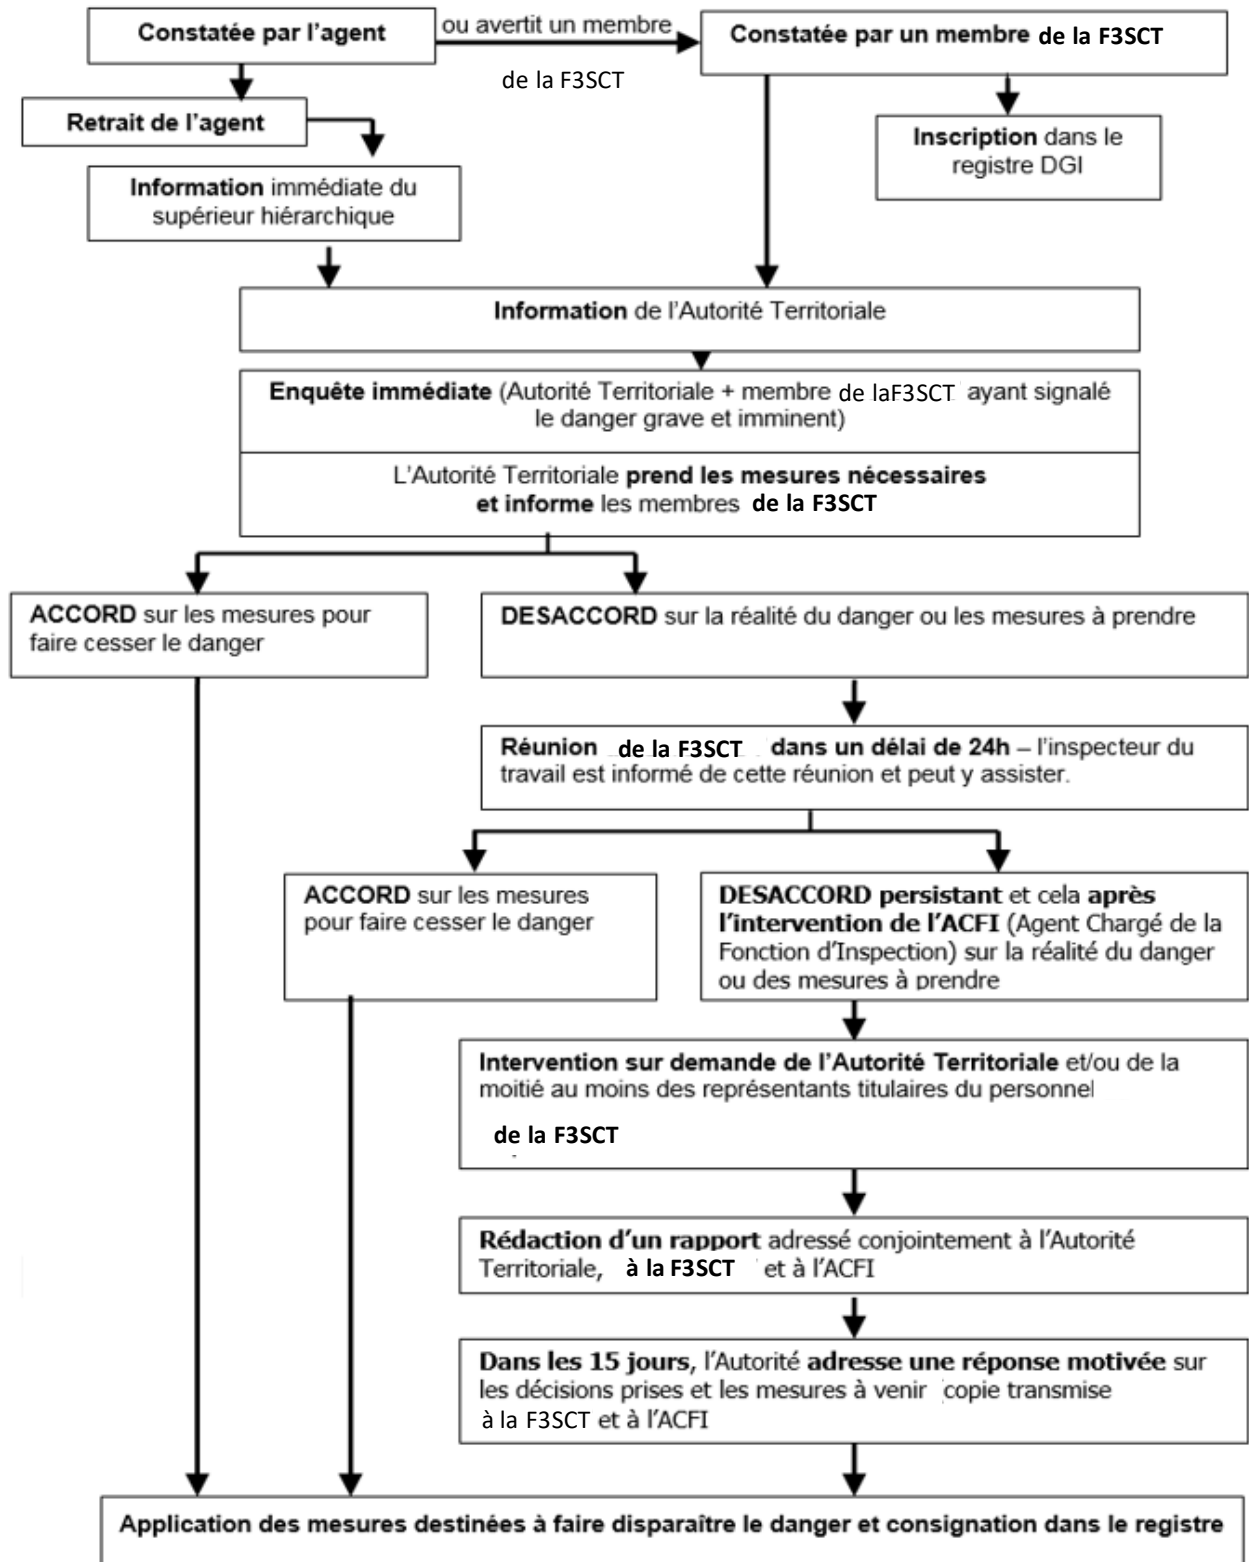 Constatée par l'agent
ou avertit un membre
de la F3SCT
Constatée par un membre de la F3SCT
Retrait de l'agent
Inscription dans le
registre DGI
Information immédiate du
supérieur hiérarchique
Information de l'Autorité Territoriale
Enquête immédiate (Autorité Territoriale + membre de laF3SCT ayant signalé
le danger grave et imminent)
L'Autorité Territoriale prend les mesures nécessaires
et informe les membres de la F3SCT
ACCORD sur les mesures pour
faire cesser le danger
DESACCORD sur la réalité du danger ou les mesures à prendre
Réunion de la F3SCT dans un délai de 24h – l'inspecteur du
travail est informé de cette réunion et peut y assister.
ACCORD sur les mesures
pour faire cesser le danger
DESACCORD persistant et cela après
l'intervention de l'ACFI (Agent Chargé de la
Fonction d'Inspection) sur la réalité du danger
ou des mesures à prendre
Intervention sur demande de l'Autorité Territoriale et/ou de la
moitié au moins des représentants titulaires du personnel
de la F3SCT
Rédaction d'un rapport adressé conjointement à l'Autorité
Territoriale, à la F3SCT et à l'ACFI
Dans les 15 jours, l'Autorité adresse une réponse motivée sur
les décisions prises et les mesures à venir copie transmise
à la F3SCT et à l'ACFI
Application des mesures destinées à faire disparaître le danger et consignation dans le registre